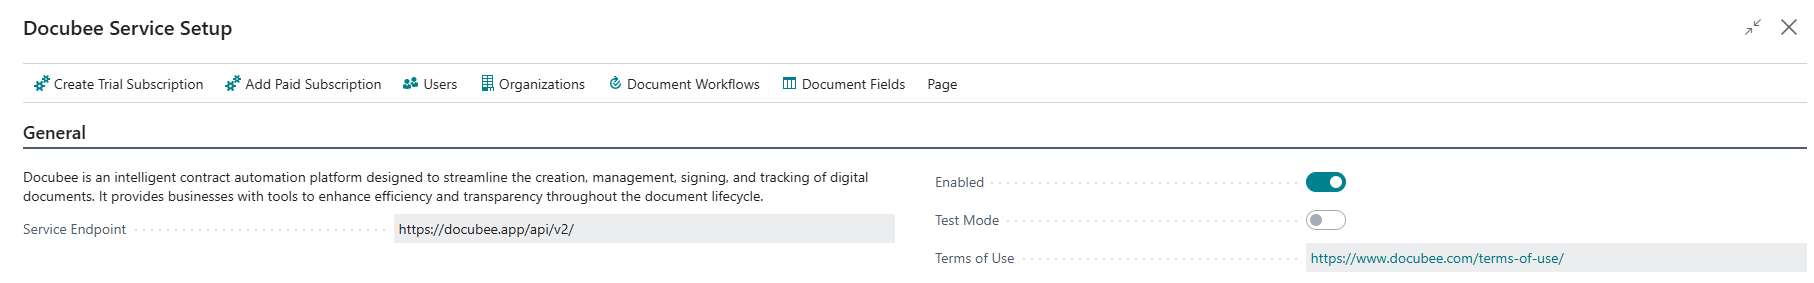 Docubee Service Setup
Create Trial Subscription Add Paid Subscription Users Organizations Document Workflows Document Fields Page
General
Docubee is an intelligent contract automation platform designed to streamline the creation, management, signing, and tracking of digital
documents. It provides businesses with tools to enhance efficiency and transparency throughout the document lifecycle.
Service Endpoint https://docubee.app/api/v2/
Enabled
Test Mode
Terms of Use https://www.docubee.com/terms-of-use/